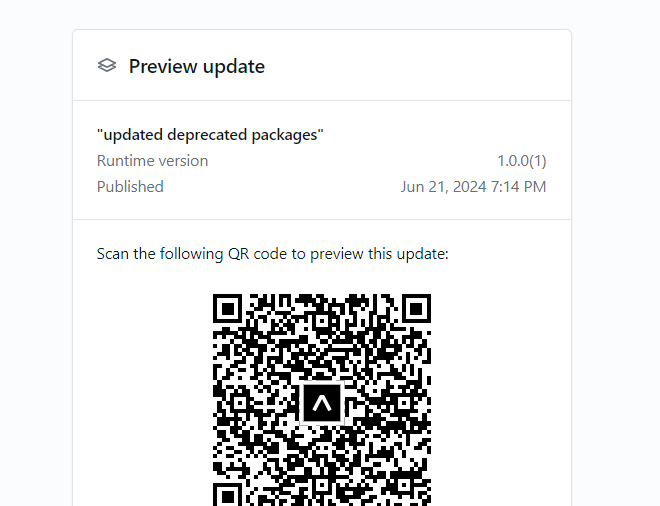 Preview update
"updated deprecated packages"
Runtime version 1.0.0(1)
Published Jun 21, 2024 7:14 PM
Scan the following QR code to preview this update: